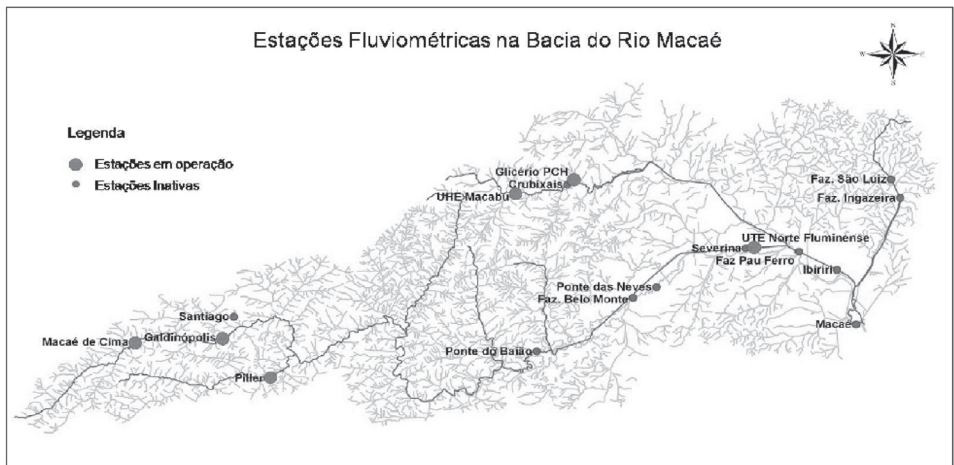 Estações Fluviométricas na Bacia do Rio Macaé
N
W
E
S
Legenda
Estações em operação
Estações Inativas
Glicério PCH
Crubixais
UHE Macabú
Faz. São Luiz
Faz. Ingazeira
UTE Norte Fluminense
Severina
Faz Pau Ferro
Ibiriri
Ponte das Neves
Faz. Belo Monte
Santiago
Macaé
Galdinópolis
Macaé de Cima
Ponte do Baião
Piller